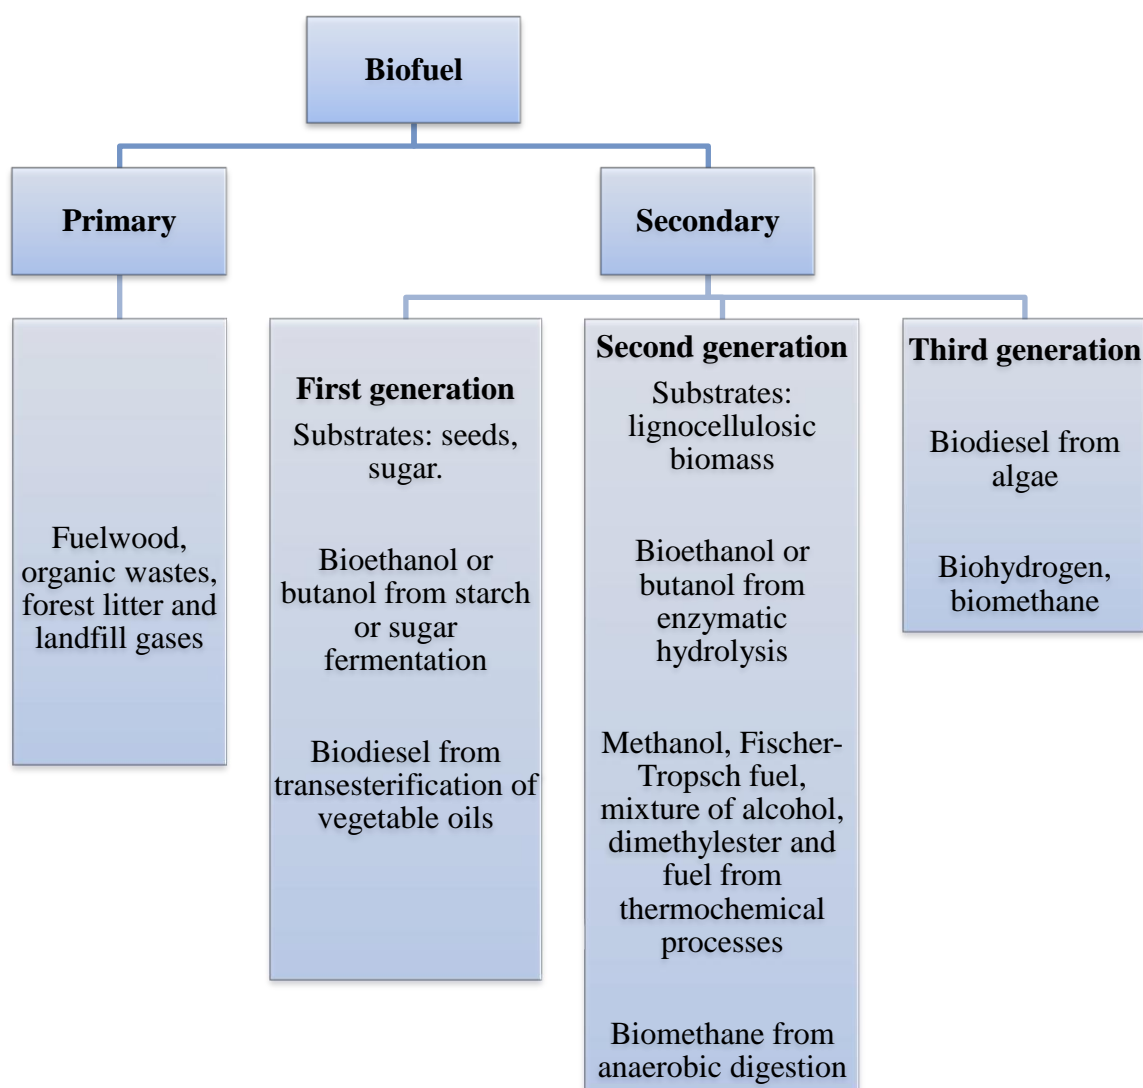 Biofuel
Primary
Secondary
Fuelwood,
organic wastes,
forest litter and
landfill gases
First generation
Substrates: seeds,
sugar.
Bioethanol or
butanol from starch
or sugar
fermentation
Biodiesel from
transesterification of
vegetable oils
Second generation
Substrates:
lignocellulosic
biomass
Bioethanol or
butanol from
enzymatic
hydrolysis
Methanol, Fischer-
Tropsch fuel,
mixture of alcohol,
dimethylester and
fuel from
thermochemical
processes
Biomethane from
anaerobic digestion
Third generation
Biodiesel from
algae
Biohydrogen,
biomethane